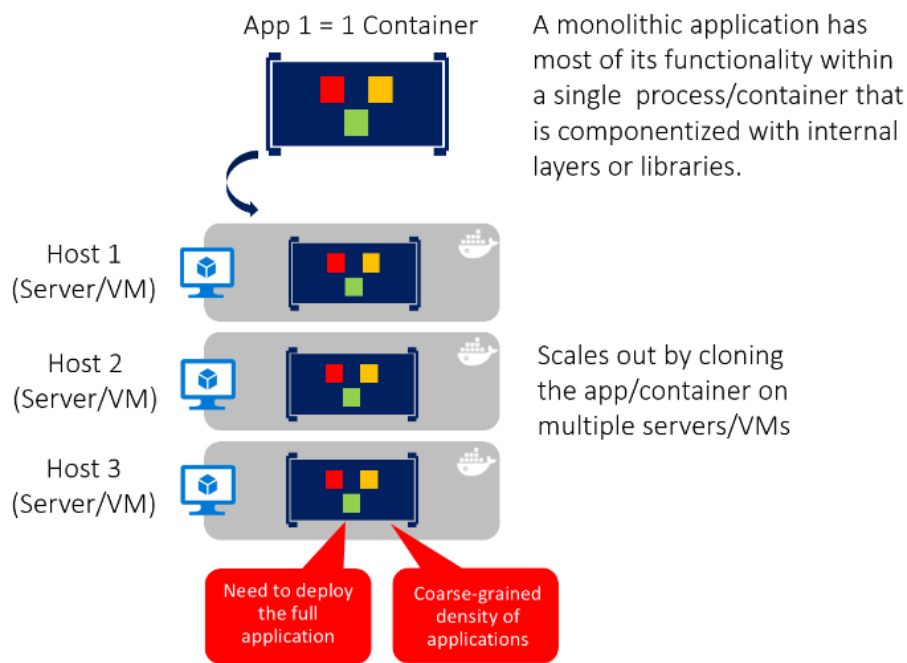 App 1 = 1 Container
A monolithic application has
most of its functionality within
a single process/container that
is componentized with internal
layers or libraries.
Host 1
(Server/VM)
Host 2
(Server/VM)
Scales out by cloning
the app/container on
multiple servers/VMs
Host 3
(Server/VM)
Need to deploy
the full
application
Coarse-grained
density of
applications